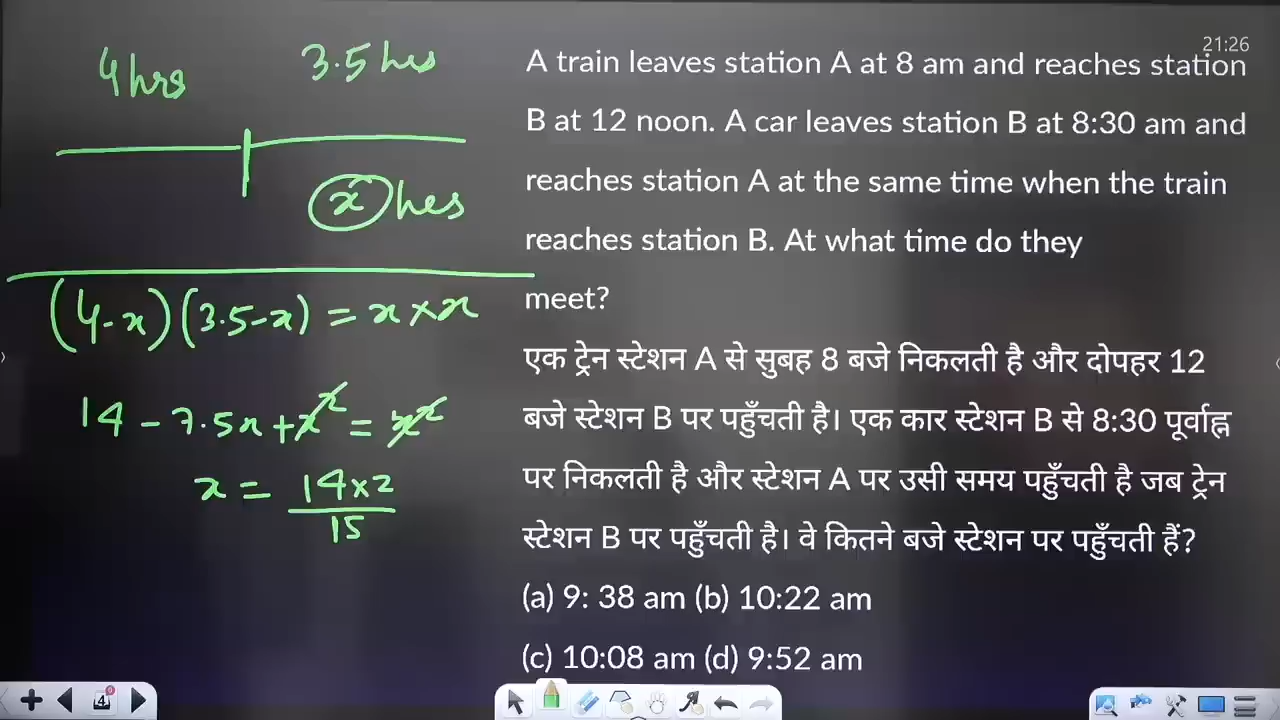 21:26
4hrs 3.5 hrs
x hrs
(4-x)(3.5-x) = x×x
14 - 7.5x + x² = x²
x = 14×2
15
A train leaves station A at 8 am and reaches station
B at 12 noon. A car leaves station B at 8:30 am and
reaches station A at the same time when the train
reaches station B. At what time do they
meet?
एक ट्रेन स्टेशन A से सुबह 8 बजे निकलती है और दोपहर 12
बजे स्टेशन B पर पहुँचती है। एक कार स्टेशन B से 8:30 पूर्वाह्न
पर निकलती है और स्टेशन A पर उसी समय पहुँचती है जब ट्रेन
स्टेशन B पर पहुँचती है। वे कितने बजे स्टेशन पर पहुँचती हैं?
(a) 9: 38 am (b) 10:22 am
(c) 10:08 am (d) 9:52 am
4